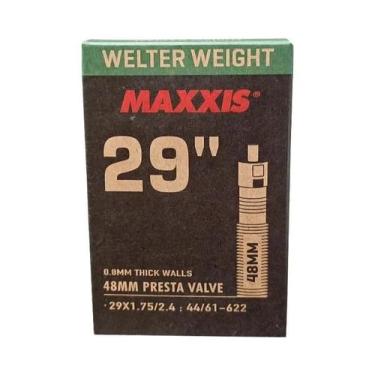 WELTER WEIGHT
MAXXIS®
29"
48MM
0.8MM THICK WALLS
48MM PRESTA VALVE
·29X1.75/2.4 ; 44/61-622